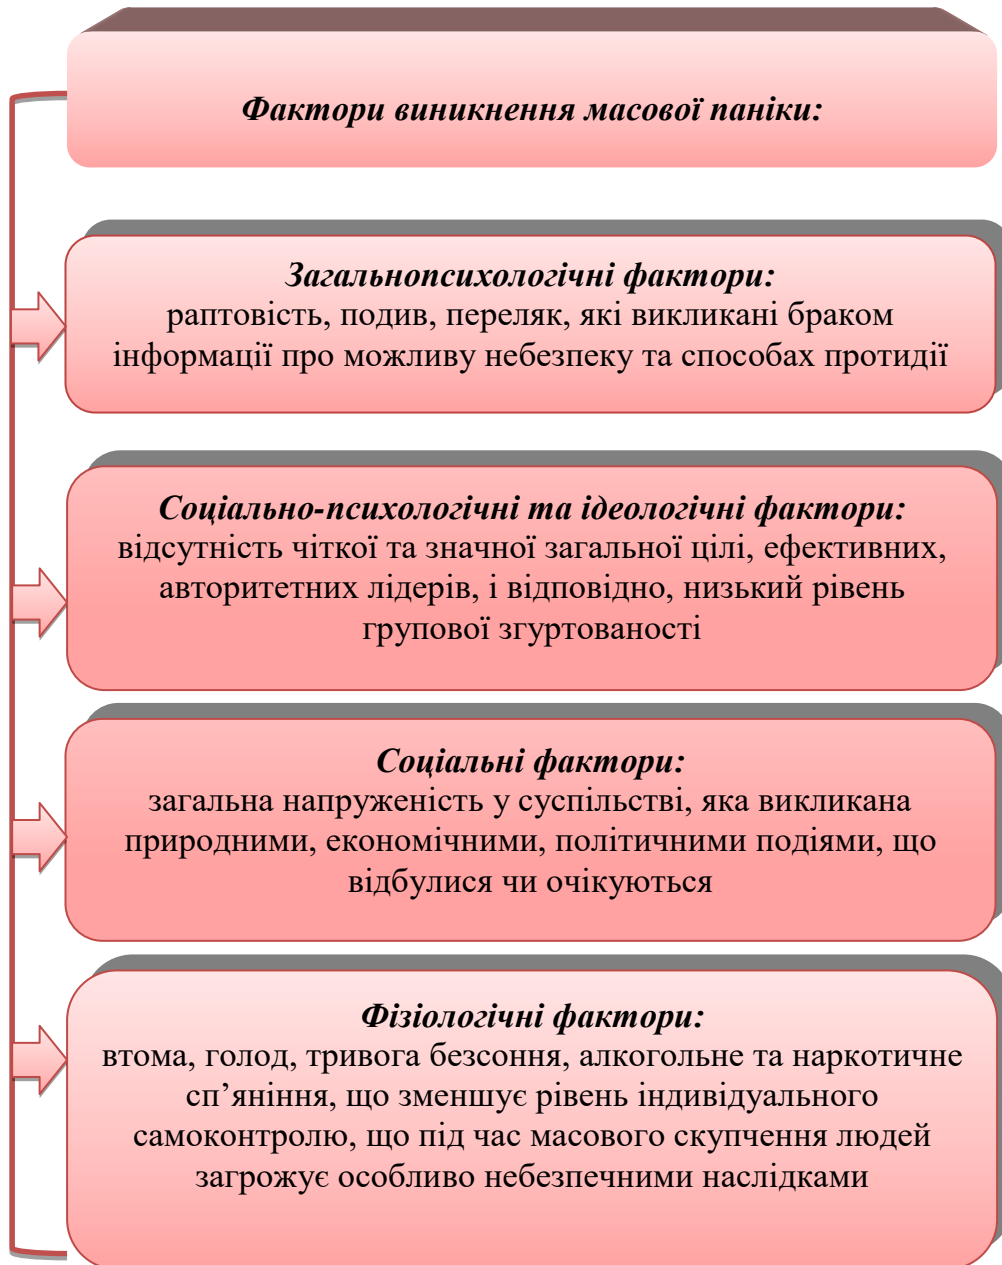 Фактори виникнення масової паніки:
Загальнопсихологічні фактори:
раптовість, подив, переляк, які викликані браком
інформації про можливу небезпеку та способах протидії
Соціально-психологічні та ідеологічні фактори:
відсутність чіткої та значної загальної цілі, ефективних,
авторитетних лідерів, і відповідно, низький рівень
групової згуртованості
Соціальні фактори:
загальна напруженість у суспільстві, яка викликана
природними, економічними, політичними подіями, що
відбулися чи очікуються
Фізіологічні фактори:
втома, голод, тривога безсоння, алкогольне та наркотичне
сп’яніння, що зменшує рівень індивідуального
самоконтролю, що під час масового скупчення людей
загрожує особливо небезпечними наслідками